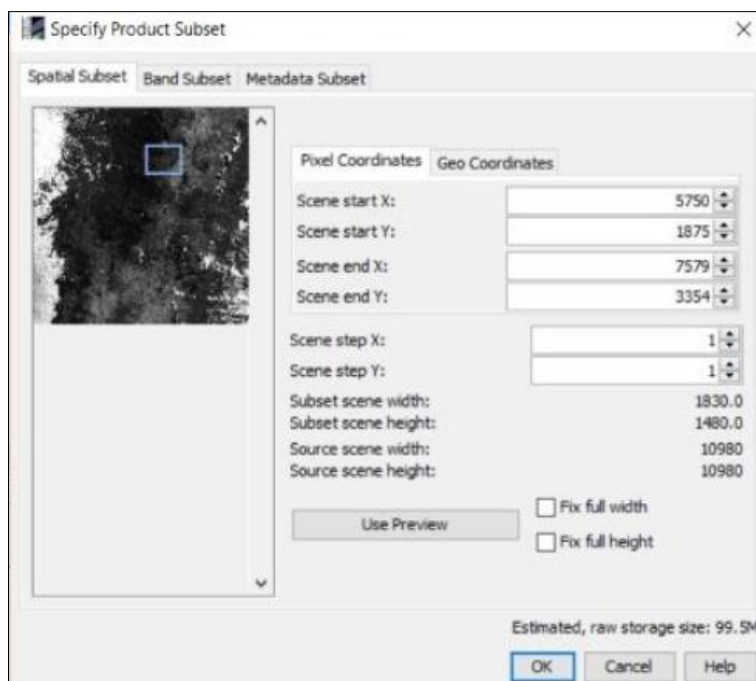 Specify Product Subset
Spatial Subset Band Subset Metadata Subset
Pixel Coordinates Geo Coordinates
Scene start X: 5750
Scene start Y: 1875
Scene end X: 7579
Scene end Y: 3354
Scene step X: 1
Scene step Y: 1
Subset scene width: 1830.0
Subset scene height: 1480.0
Source scene width: 10980
Source scene height: 10980
Use Preview
Fix full width
Fix full height
Estimated, raw storage size: 99.5M
OK Cancel Help